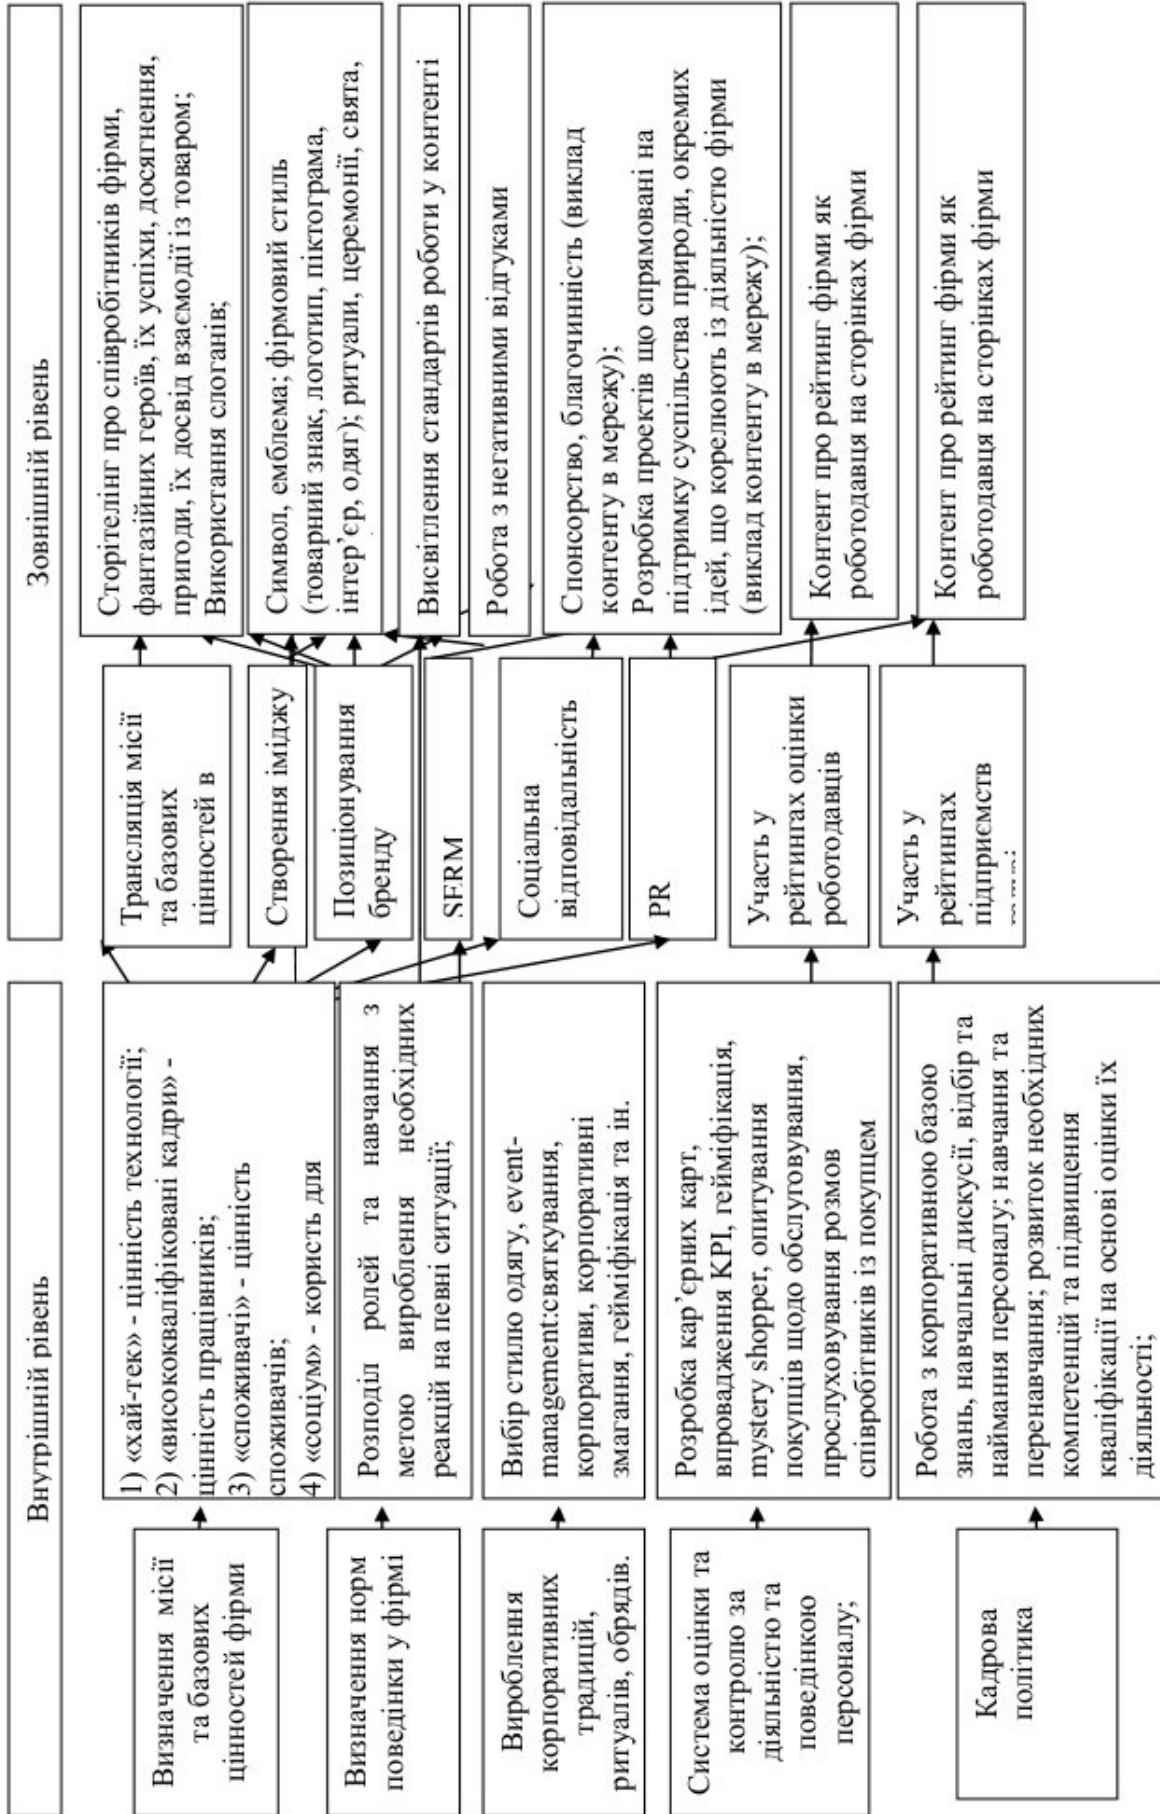 Внутрішній рівень
Зовнішній рівень
Визначення місії
та базових
цінностей фірми
1) «хай-тек» - цінність технології;
2) «висококваліфіковані кадри» -
цінність працівників;
3) «споживачі» - цінність
споживачів;
4) «соціум» - користь для
Трансляція місії
та базових
цінностей в
Сторітелінг про співробітників фірми,
фантазійних героїв, їх успіхи, досягнення,
пригоди, їх досвід взаємодії із товаром;
Використання слоганів;
Створення іміджу
Символ, емблема; фірмовий стиль
(товарний знак, логотип, піктограма,
інтер’єр, одяг); ритуали, церемонії, свята,
Визначення норм
поведінки у фірмі
Розподіл ролей та навчання з
метою вироблення необхідних
реакцій на певні ситуації;
Позиціонування
бренду
Висвітлення стандартів роботи у контенті
SERM
Робота з негативними відгуками
Вироблення
корпоративних
традицій,
ритуалів, обрядів.
Вибір стилю одягу, event-
management:святкування,
корпоративи, корпоративні
змагання, гейміфікація та ін.
Соціальна
відповідальність
Спонсорство, благочинність (виклад
контенту в мережу);
Розробка проектів що спрямовані на
підтримку суспільства природи, окремих
ідей, що корелюють із діяльністю фірми
(виклад контенту в мережу);
PR
Система оцінки та
контролю за
діяльністю та
поведінкою
персоналу;
Розробка кар’єрних карт,
впровадження KPI, гейміфікація,
mystery shopper, опитування
покупців щодо обслуговування,
прослуховування розмов
співробітників із покупцем
Участь у
рейтингах оцінки
роботодавців
Контент про рейтинг фірми як
роботодавця на сторінках фірми
Кадрова
політика
Робота з корпоративною базою
знань, навчальні дискусії, відбір та
наймання персоналу; навчання та
перенавчання; розвиток необхідних
компетенцій та підвищення
кваліфікації на основі оцінки їх
діяльності;
Участь у
рейтингах
підприємств
Контент про рейтинг фірми як
роботодавця на сторінках фірми